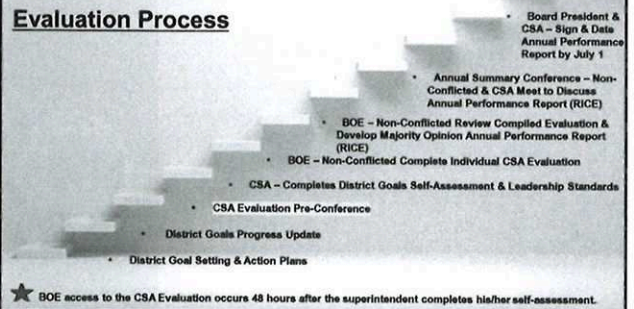 Evaluation Process
• Board President &
CSA – Sign & Date
Annual Performance
Report by July 1
• Annual Summary Conference – Non-
Conflicted & CSA Meet to Discuss
Annual Performance Report (RICE)
• BOE – Non-Conflicted Review Compiled Evaluation &
Develop Majority Opinion Annual Performance Report
(RICE)
• BOE – Non-Conflicted Complete Individual CSA Evaluation
• CSA – Completes District Goals Self-Assessment & Leadership Standards
• CSA Evaluation Pre-Conference
• District Goals Progress Update
• District Goal Setting & Action Plans
BOE access to the CSA Evaluation occurs 48 hours after the superintendent completes his/her self-assessment.